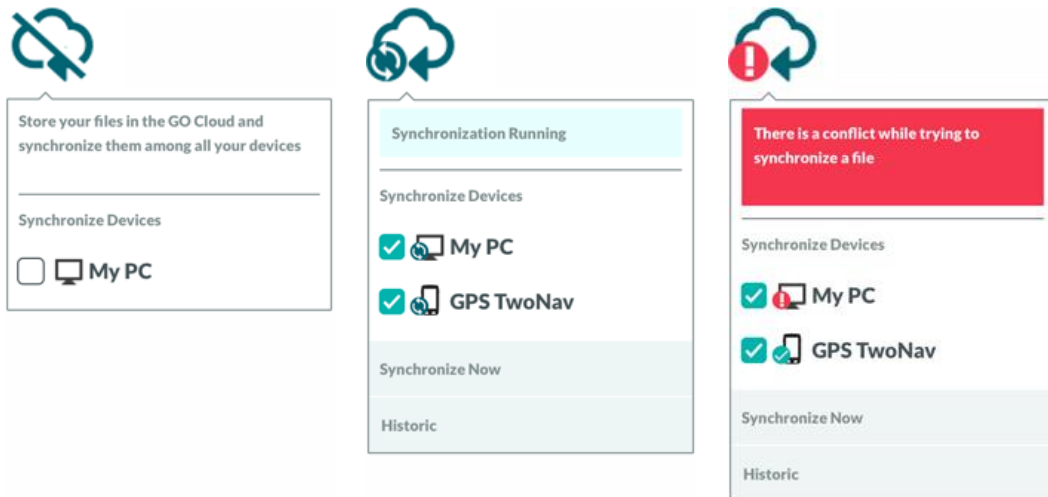 Store your files in the GO Cloud and
synchronize them among all your devices
Synchronize Devices
My PC
Synchronization Running
Synchronize Devices
My PC
GPS TwoNav
Synchronize Now
Historic
There is a conflict while trying to
synchronize a file
Synchronize Devices
My PC
GPS TwoNav
Synchronize Now
Historic